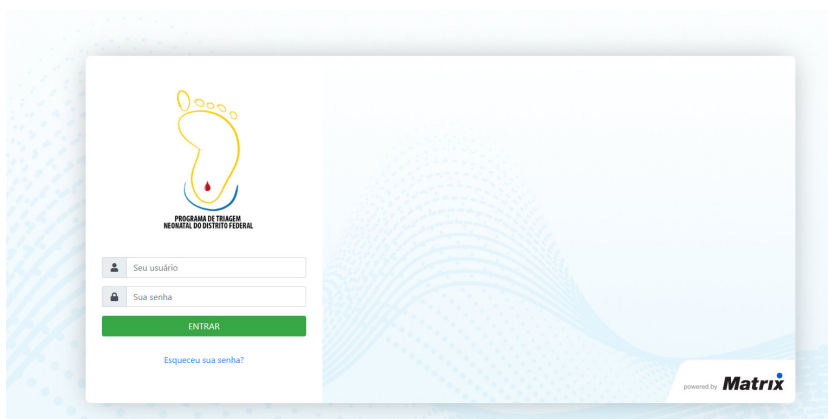 PROGRAMA DE TRIAGEM
NEONATAL DO DISTRITO FEDERAL
Seu usuário
Sua senha
ENTRAR
Esqueceu sua senha?
powered by Matrix